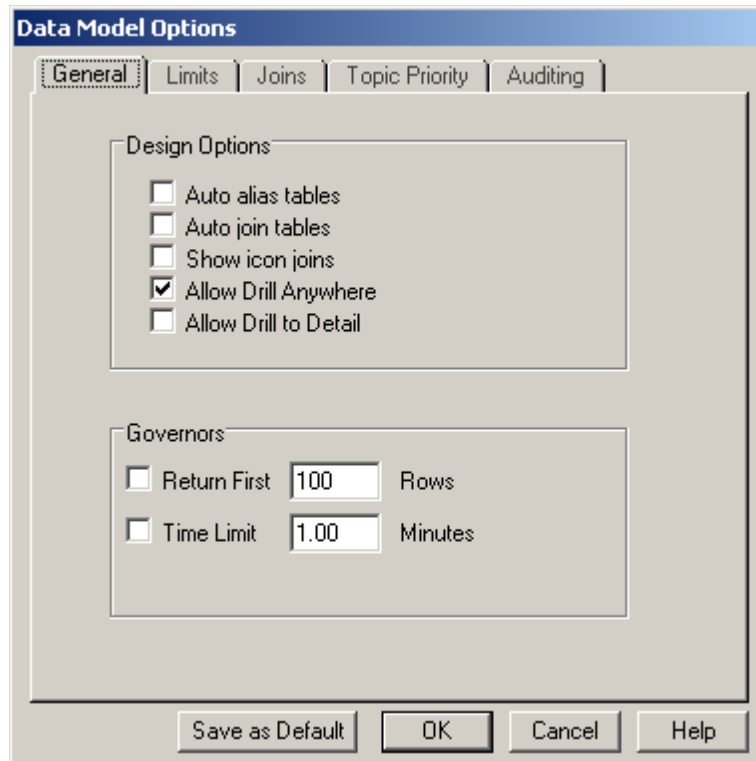 Data Model Options
General Limits Joins Topic Priority Auditing
Design Options
Auto alias tables
Auto join tables
Show icon joins
Allow Drill Anywhere
Allow Drill to Detail
Governors
Return First 100 Rows
Time Limit 1.00 Minutes
Save as Default OK Cancel Help